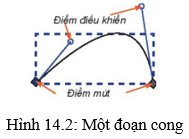 Điểm điều khiển
Điểm mút
Hình 14.2: Một đoạn cong